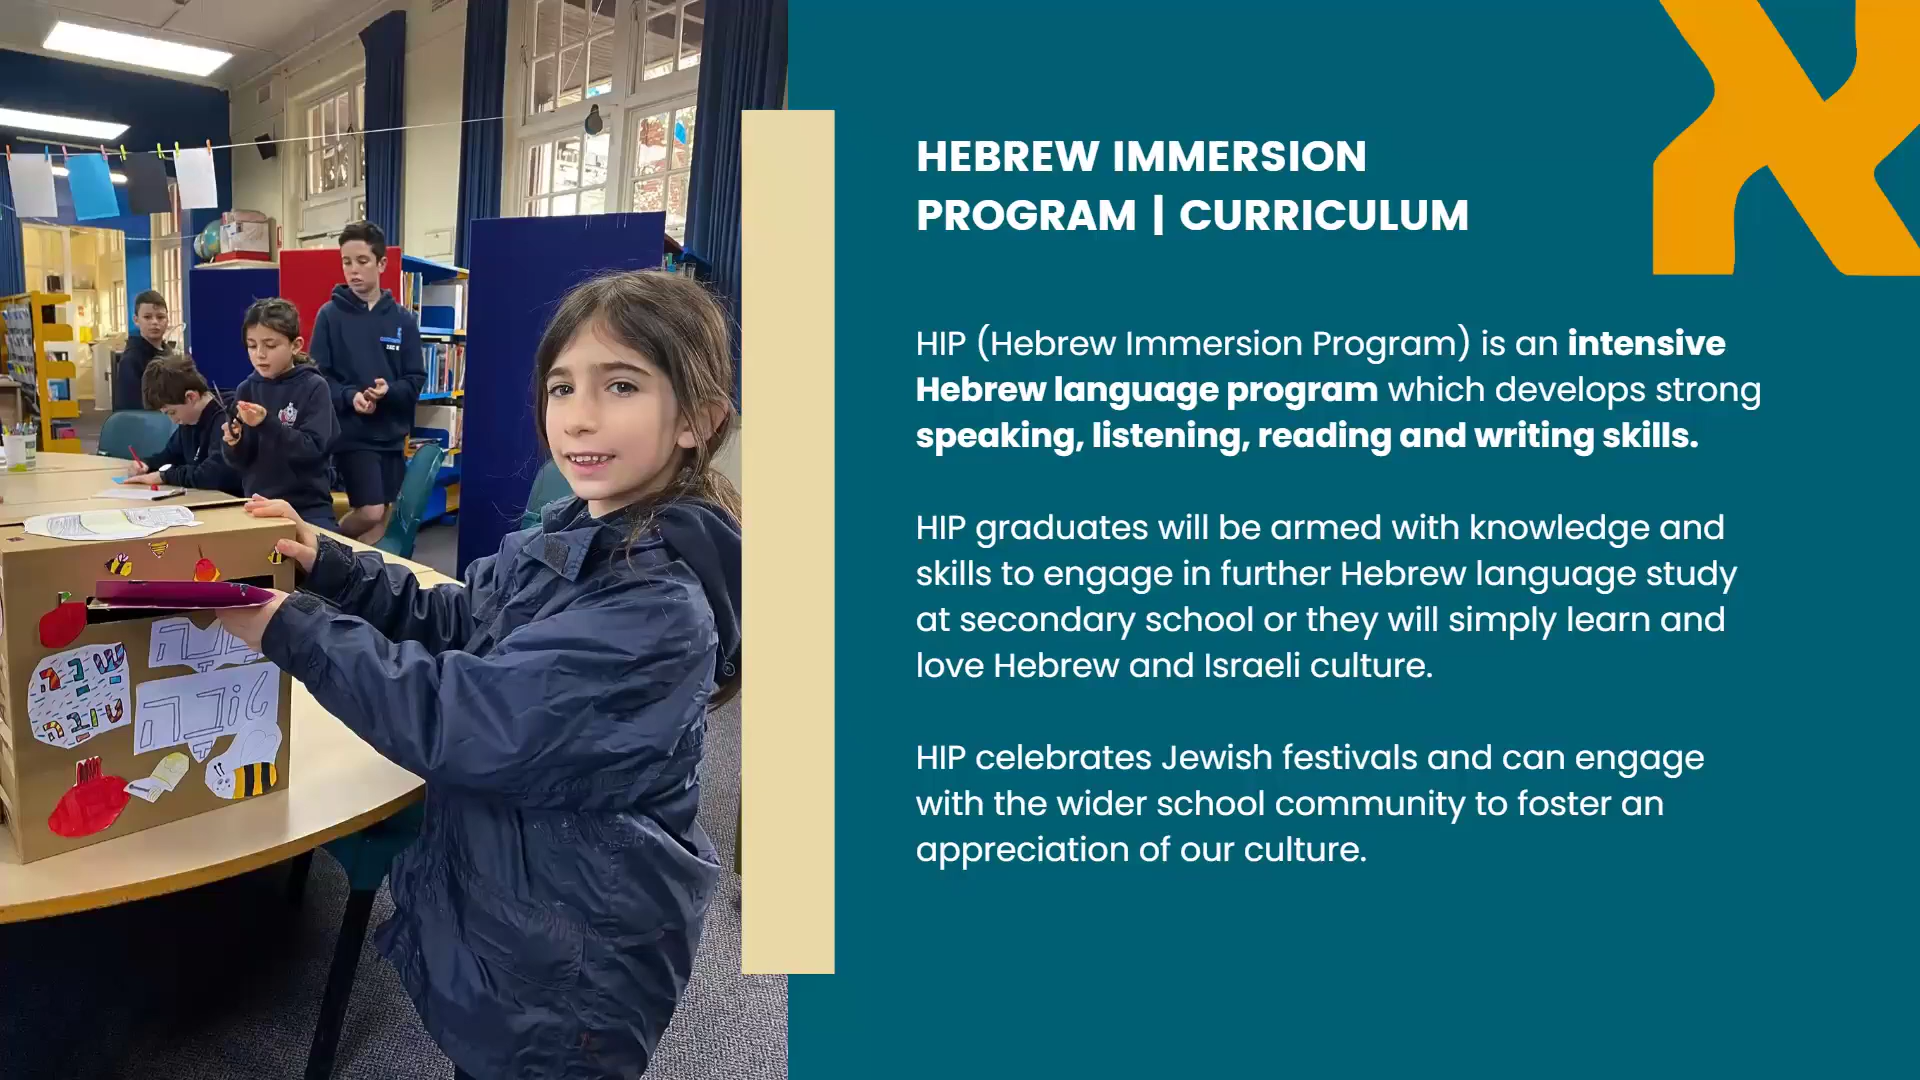 HEBREW IMMERSION
PROGRAM | CURRICULUM
HIP (Hebrew Immersion Program) is an intensive
Hebrew language program which develops strong
speaking, listening, reading and writing skills.
HIP graduates will be armed with knowledge and
skills to engage in further Hebrew language study
at secondary school or they will simply learn and
love Hebrew and Israeli culture.
HIP celebrates Jewish festivals and can engage
with the wider school community to foster an
appreciation of our culture.
א
שנה
טובה
טובה